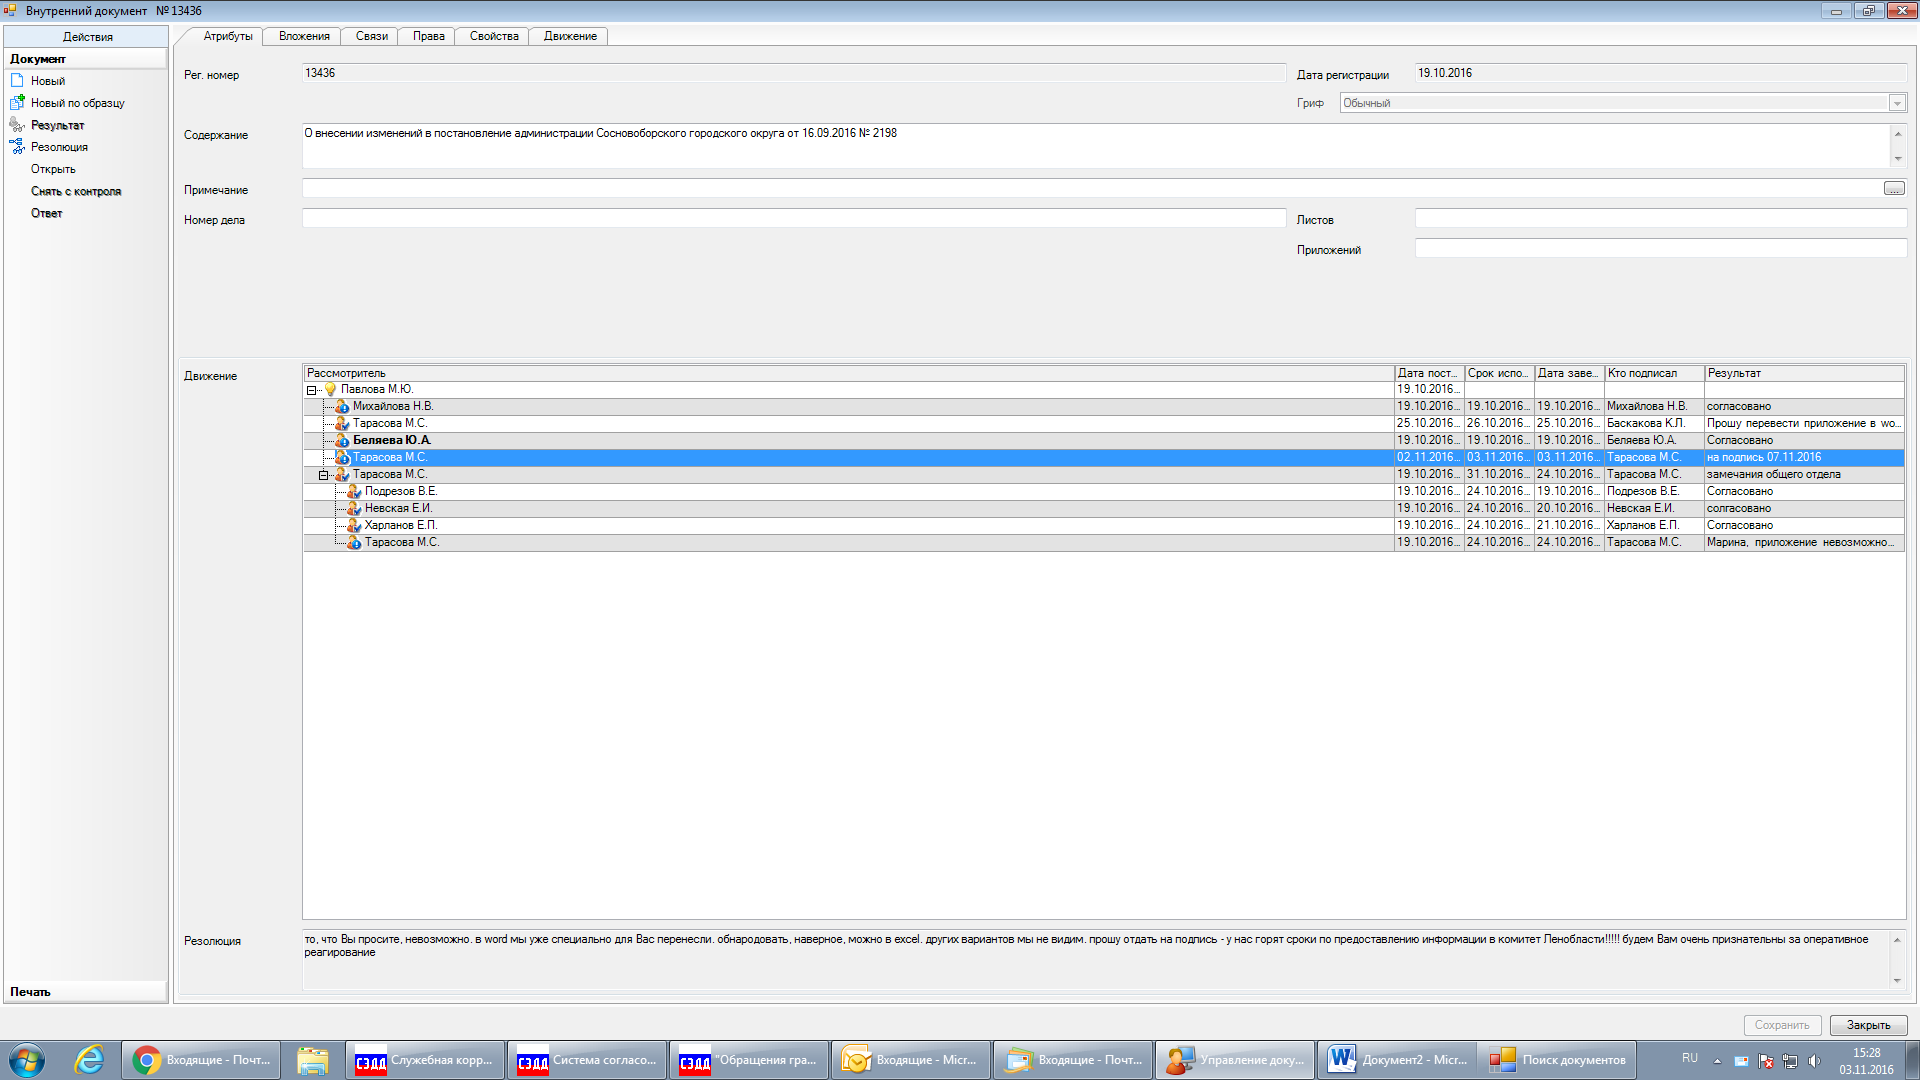 Внутренний документ №13436
Действия
Документ
Новый
Новый по образцу
Результат
Резолюция
Открыть
Снять с контроля
Ответ
Печать
Атрибуты Вложения Связи Права Свойства Движение
Рег. номер 13436 Дата регистрации 19.10.2016
Гриф Обычный
Содержание О внесении изменений в постановление администрации Сосновоборского городского округа от 16.09.2016 № 2198
Примечание ...
Номер дела Листов
Приложений
Движение
Рассмотритель Дата пост... Срок испо... Дата заве... Кто подписал Результат
Павлова М.Ю. 19.10.2016...
Михайлова Н.В. 19.10.2016... 19.10.2016... 19.10.2016... Михайлова Н.В. согласовано
Тарасова М.С. 25.10.2016... 26.10.2016... 25.10.2016... Баскакова К.Л. Прошу перевести приложение в wo...
Беляева Ю.А. 19.10.2016... 19.10.2016... 19.10.2016... Беляева Ю.А. Согласовано
Тарасова М.С. 02.11.2016... 03.11.2016... 03.11.2016... Тарасова М.С. на подпись 07.11.2016
Тарасова М.С. 19.10.2016... 31.10.2016... 24.10.2016... Тарасова М.С. замечания общего отдела
Подрезов В.Е. 19.10.2016... 24.10.2016... 19.10.2016... Подрезов В.Е. Согласовано
Невская Е.И. 19.10.2016... 24.10.2016... 20.10.2016... Невская Е.И. солгасовано
Харланов Е.П. 19.10.2016... 24.10.2016... 21.10.2016... Харланов Е.П. Согласовано
Тарасова М.С. 19.10.2016... 24.10.2016... 24.10.2016... Тарасова М.С. Марина, приложение невозможно...
Резолюция то, что Вы просите, невозможно. в word мы уже специально для Вас перенесли. обнародовать, наверное, можно в excel. других вариантов мы не видим. прошу отдать на подпись - у нас горят сроки по предоставлению информации в комитет Ленобласти!!!!! будем Вам очень признательны за оперативное
реагирование
Сохранить Закрыть
Входящие - Почт... СЭДД Служебная корр... СЭДД Система согласо... СЭДД "Обращения гра... Входящие - Micr... Входящие - Почт... Управление доку... Документ2 - Micr... Поиск документов RU 15:28
03.11.2016